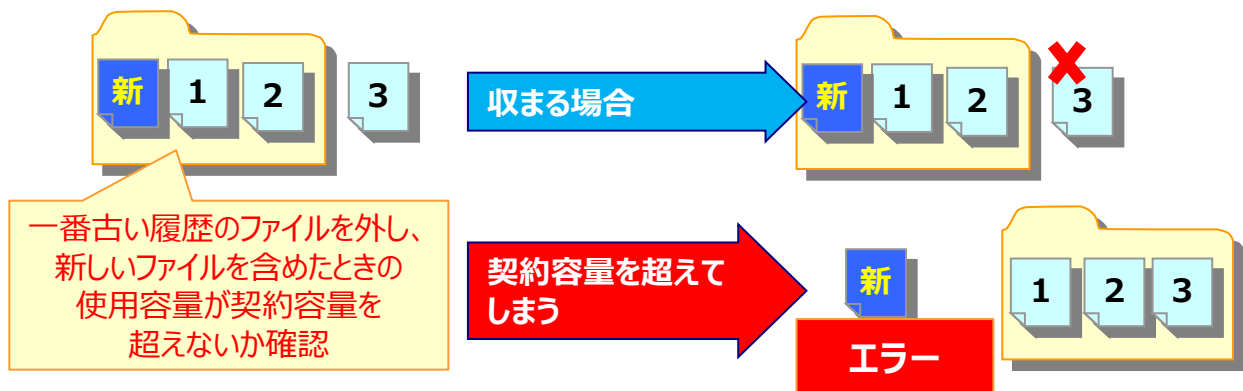 新 1 2 3
収まる場合
新 1 2 3
一番古い履歴のファイルを外し、
新しいファイルを含めたときの
使用容量が契約容量を
超えないか確認
契約容量を超えて
しまう
新
エラー
1 2 3